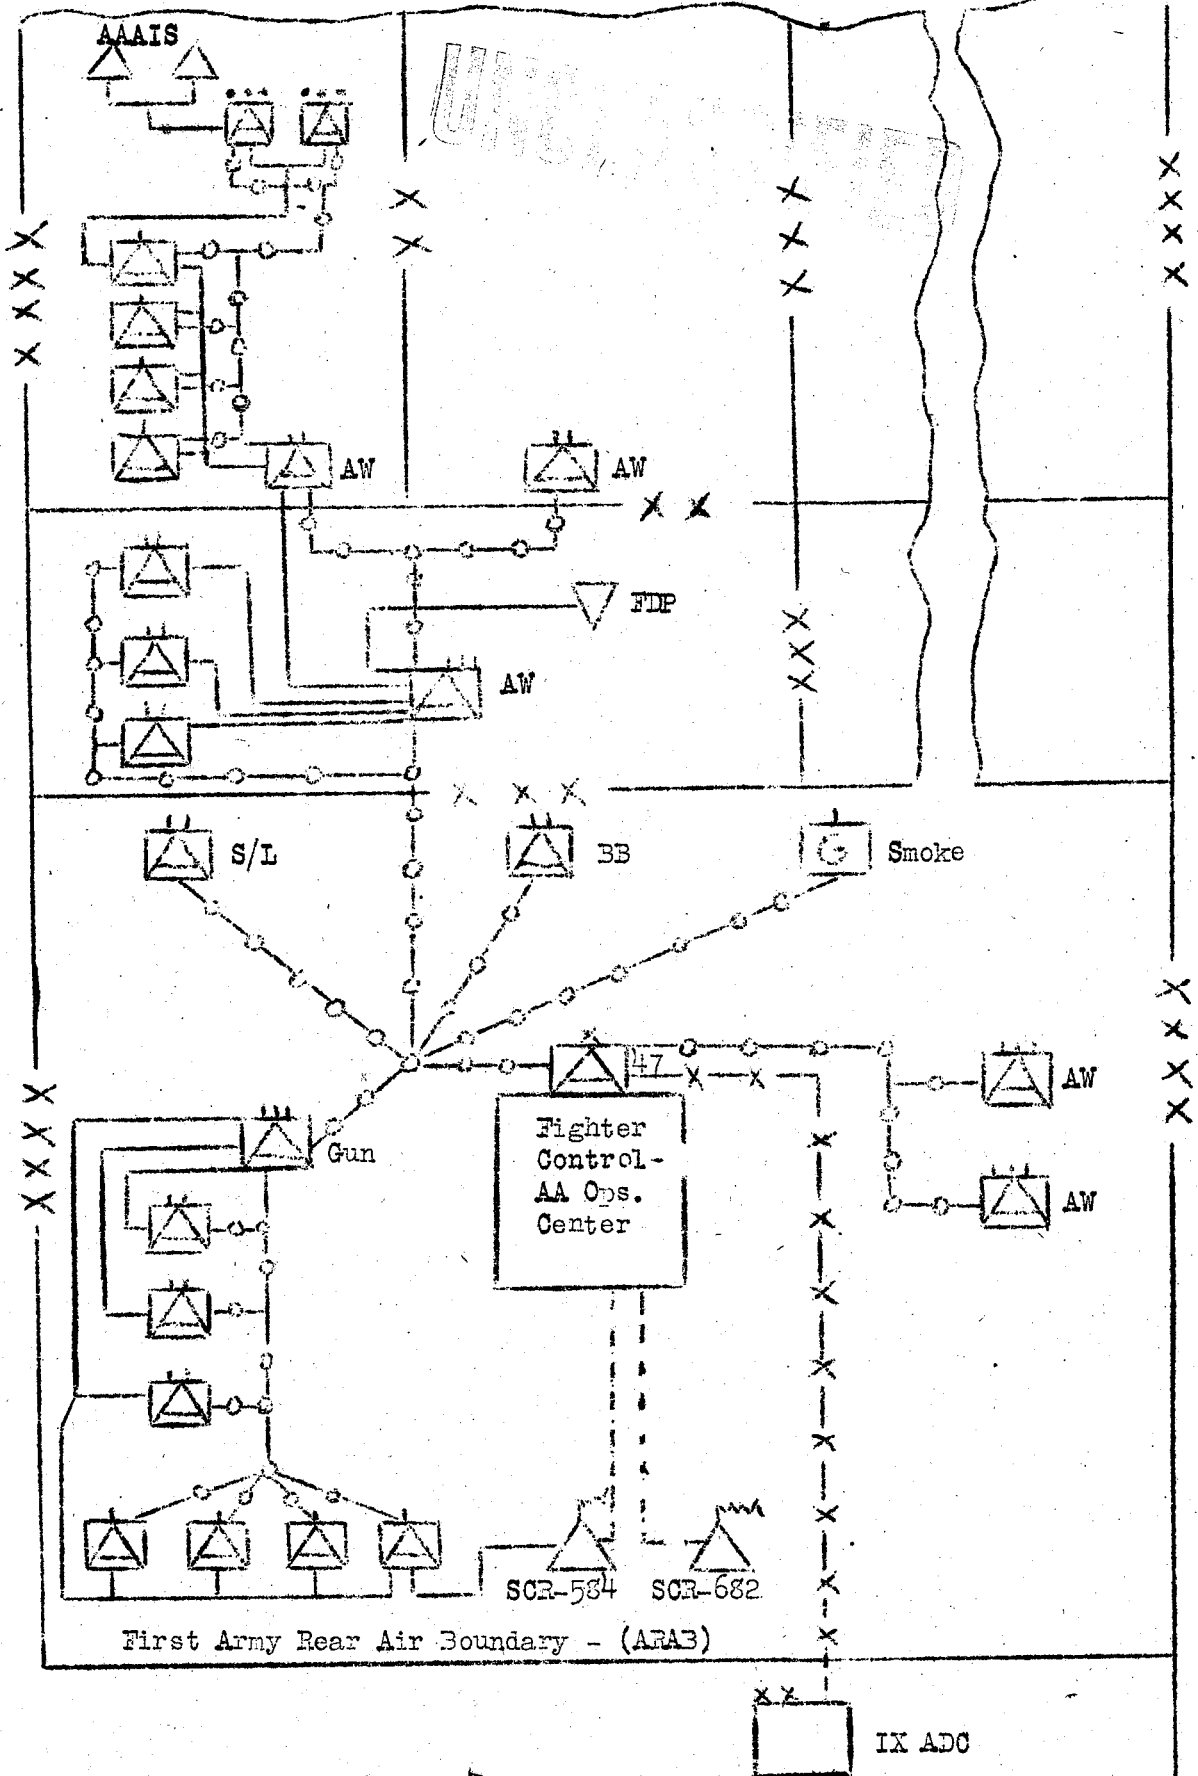 AAAIS
AW
AW
FDP
AW
S/L
BB
Smoke
47
AW
Fighter
Control-
AA Ops.
Center
Gun
AW
SCR-584
SCR-682
First Army Rear Air Boundary - (ARAB)
IX ADC